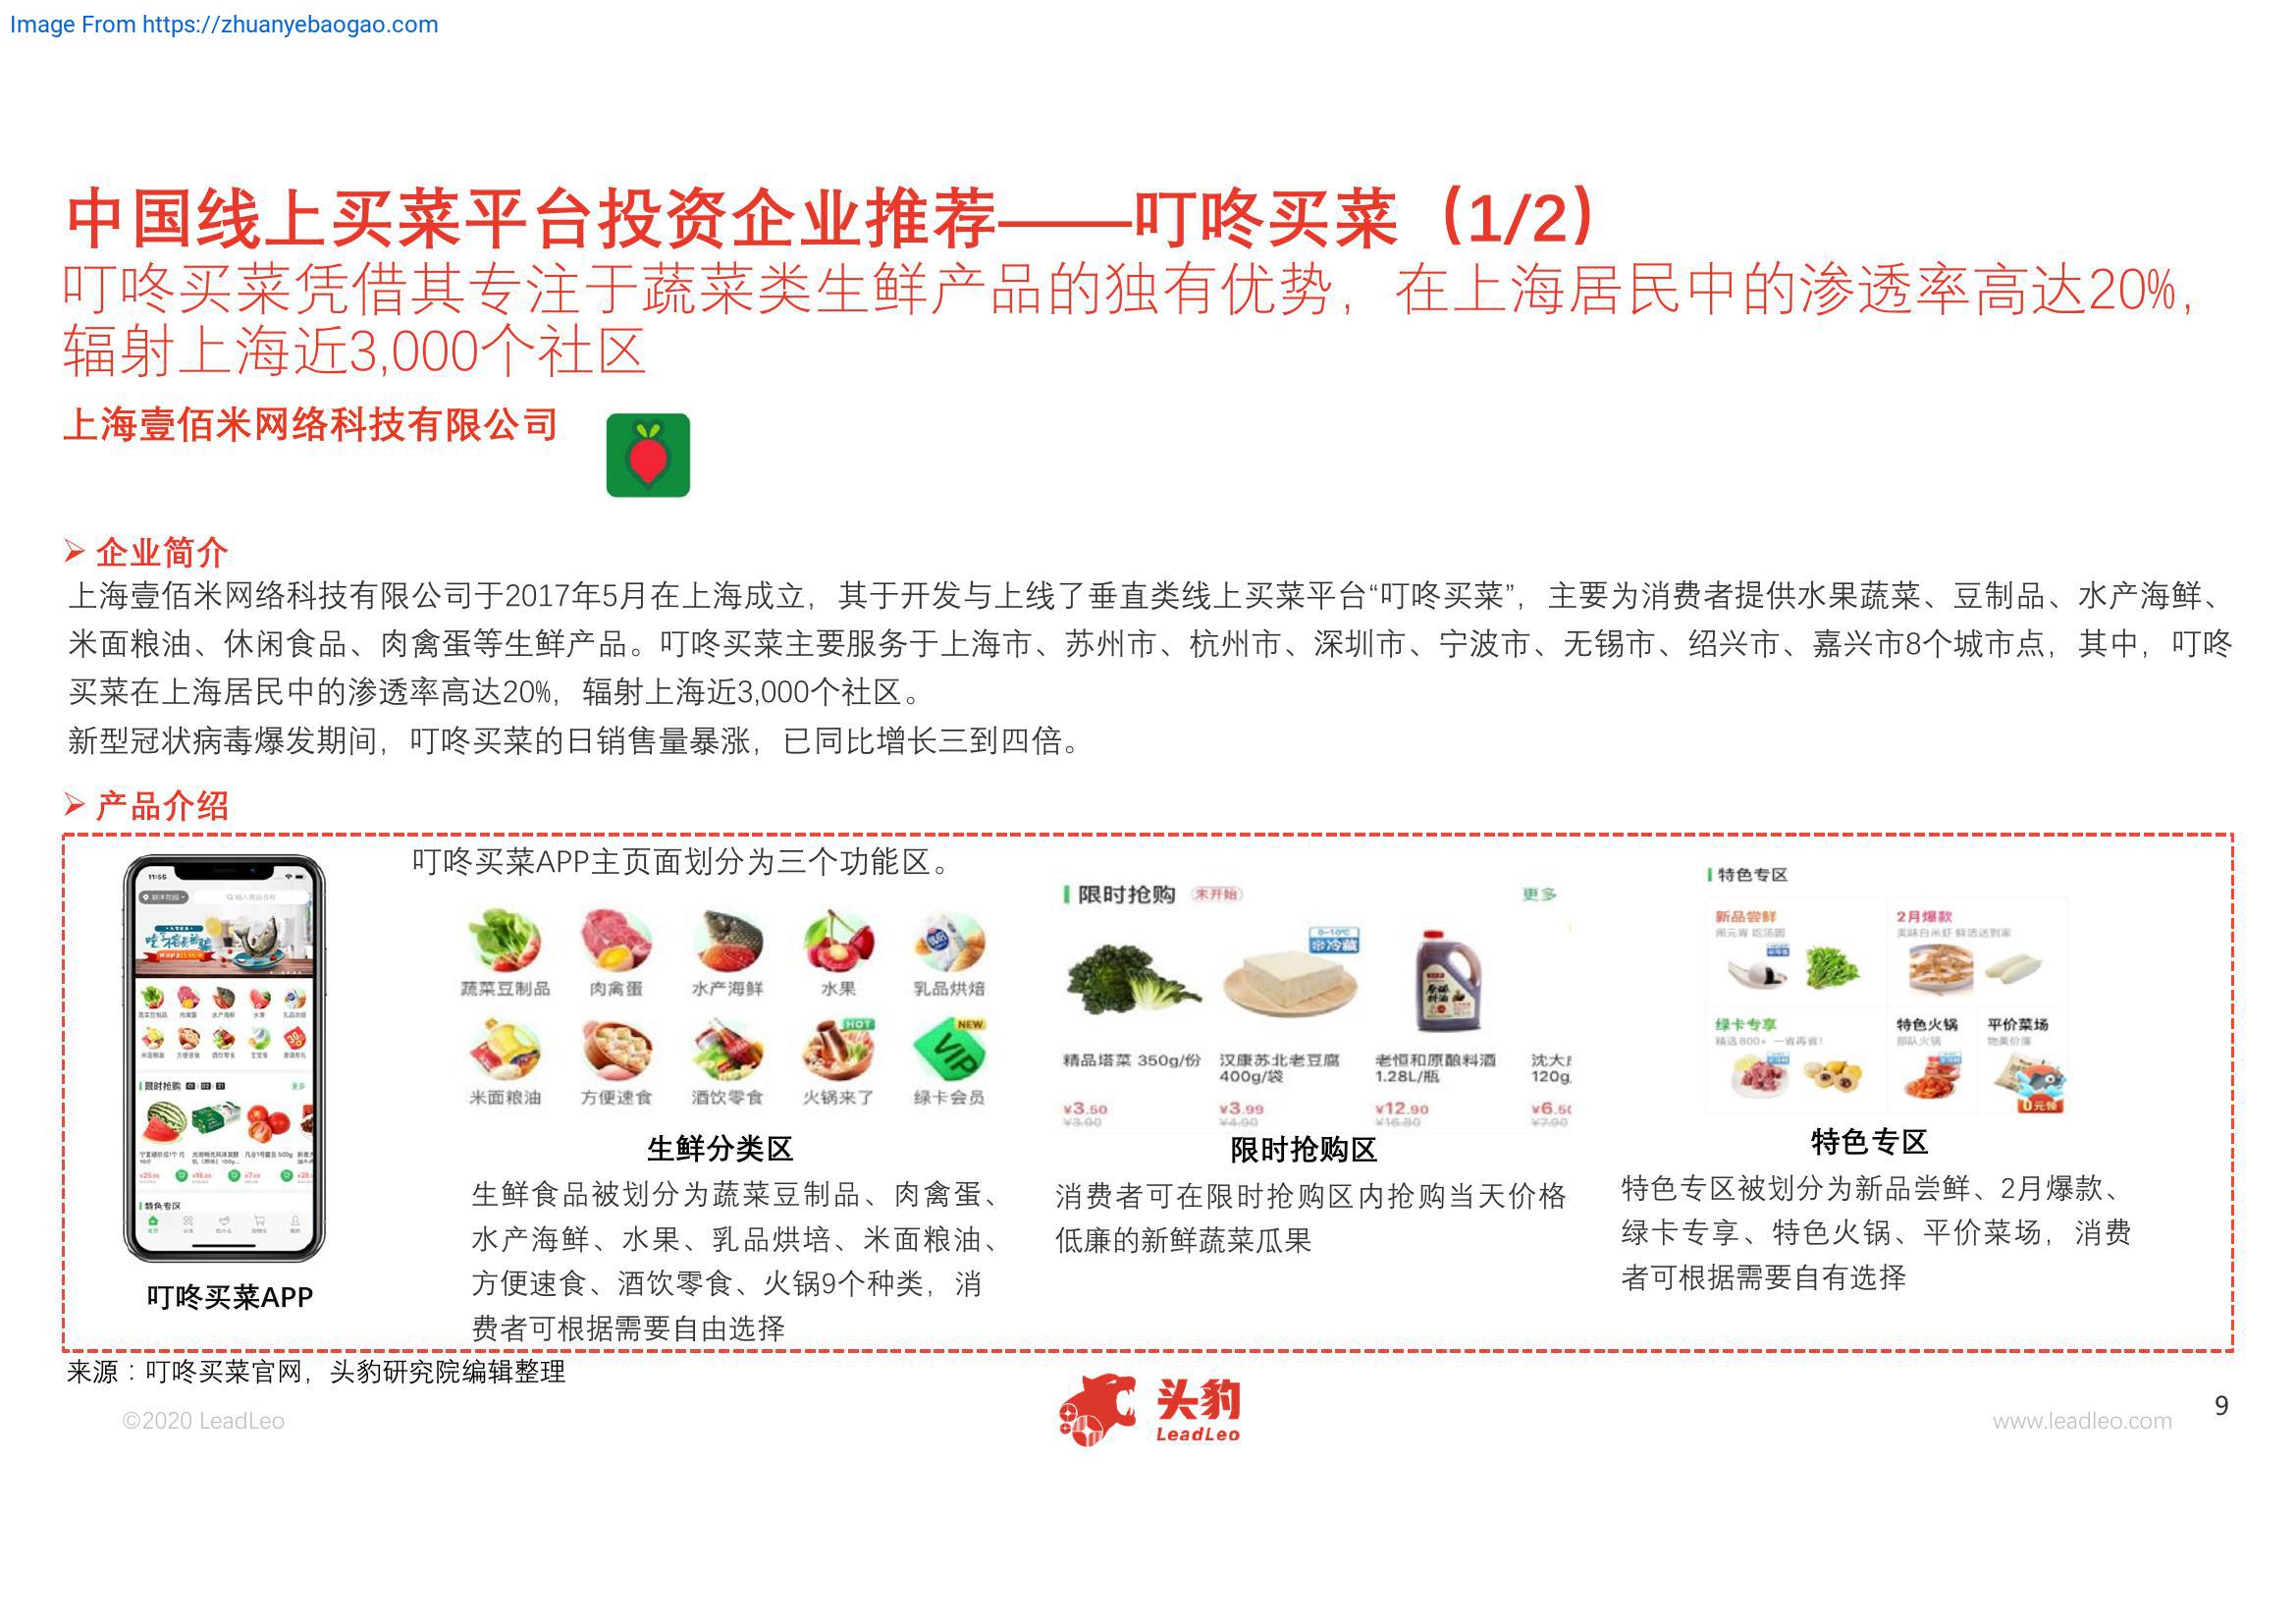 Image From https://zhuanyebaogao.com
中国线上买菜平台投资企业推荐——叮咚买菜（1/2）
叮咚买菜凭借其专注于蔬菜类生鲜产品的独有优势，在上海居民中的渗透率高达20%，
辐射上海近3,000个社区
上海壹佰米网络科技有限公司
企业简介
上海壹佰米网络科技有限公司于2017年5月在上海成立，其于开发与上线了垂直类线上买菜平台“叮咚买菜”，主要为消费者提供水果蔬菜、豆制品、水产海鲜、
米面粮油、休闲食品、肉禽蛋等生鲜产品。叮咚买菜主要服务于上海市、苏州市、杭州市、深圳市、宁波市、无锡市、绍兴市、嘉兴市8个城市点，其中，叮咚
买菜在上海居民中的渗透率高达20%，辐射上海近3,000个社区。
新型冠状病毒爆发期间，叮咚买菜的日销售量暴涨，已同比增长三到四倍。
产品介绍
11:55
限时抢购
更多
特色专区
叮咚买菜APP
叮咚买菜APP主页面划分为三个功能区。
蔬菜豆制品 肉禽蛋 水产海鲜 水果 乳品烘焙
HOT NEW
VIP
米面粮油 方便速食 酒饮零食 火锅来了 绿卡会员
生鲜分类区
生鲜食品被划分为蔬菜豆制品、肉禽蛋、
水产海鲜、水果、乳品烘培、米面粮油、
方便速食、酒饮零食、火锅9个种类，消
费者可根据需要自由选择
限时抢购 未开始 更多
0-10℃
冷藏
精品塔菜 350g/份 汉康苏北老豆腐 老恒和原酿料酒 沈大
400g/袋 1.28L/瓶 120g
¥3.50 ¥3.99 ¥12.90 ¥6.5
¥3.90 ¥4.90 ¥16.80 ¥7.90
限时抢购区
消费者可在限时抢购区内抢购当天价格
低廉的新鲜蔬菜瓜果
特色专区
新品尝鲜 2月爆款
闹元宵 吃汤圆 美味白米虾 鲜活送到家
绿卡专享 特色火锅 平价菜场
精选800+ 一省再省! 部队火锅 物美价廉
0元领
特色专区
特色专区被划分为新品尝鲜、2月爆款、
绿卡专享、特色火锅、平价菜场，消费
者可根据需要自有选择
来源：叮咚买菜官网，头豹研究院编辑整理
©2020 LeadLeo
头豹
LeadLeo
www.leadleo.com
9